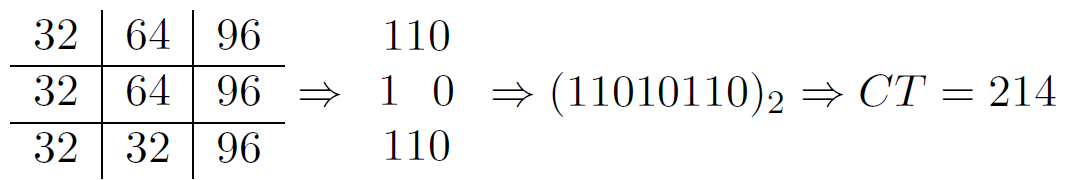 32 64 96 110
32 64 96 ⇒ 1 0 ⇒ (11010110)₂ ⇒ CT = 214
32 32 96 110